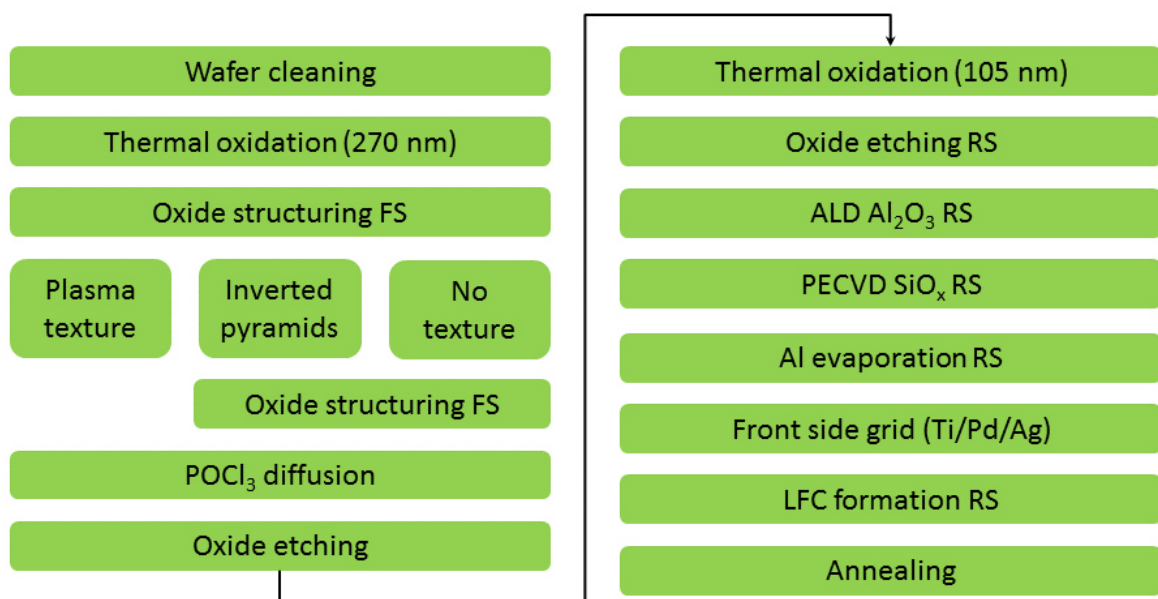 Wafer cleaning
Thermal oxidation (270 nm)
Oxide structuring FS
Plasma
texture
Inverted
pyramids
No
texture
Oxide structuring FS
POCl₃ diffusion
Oxide etching
Thermal oxidation (105 nm)
Oxide etching RS
ALD Al₂O₃ RS
PECVD SiOₓ RS
Al evaporation RS
Front side grid (Ti/Pd/Ag)
LFC formation RS
Annealing